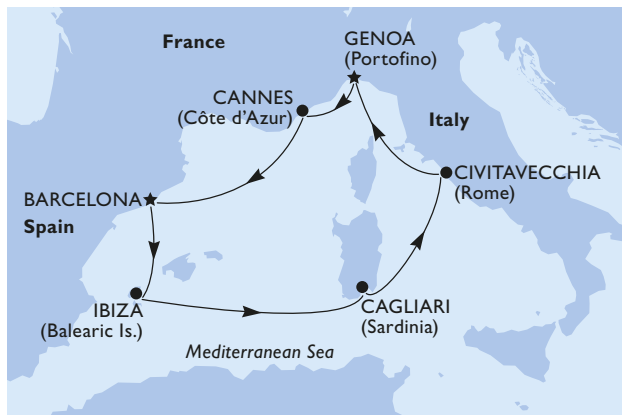 France
GENOA
(Portofino)
CANNES
(Côte d'Azur)
Italy
CIVITAVECCHIA
(Rome)
BARCELONA
Spain
IBIZA
(Balearic Is.)
CAGLIARI
(Sardinia)
Mediterranean Sea